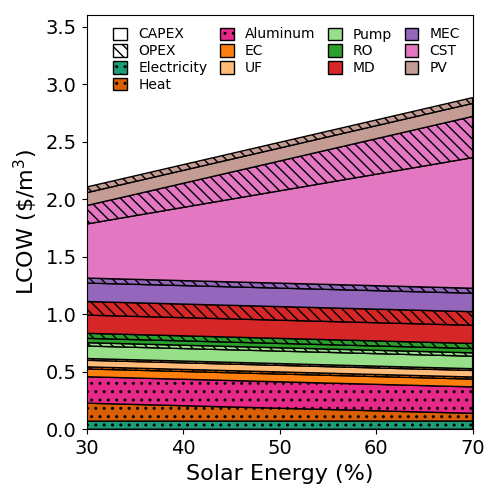 CAPEX Aluminum Pump MEC
OPEX EC RO CST
Electricity UF MD PV
Heat
LCOW ($/m³)
3.5
3.0
2.5
2.0
1.5
1.0
0.5
0.0
30 40 50 60 70
Solar Energy (%)